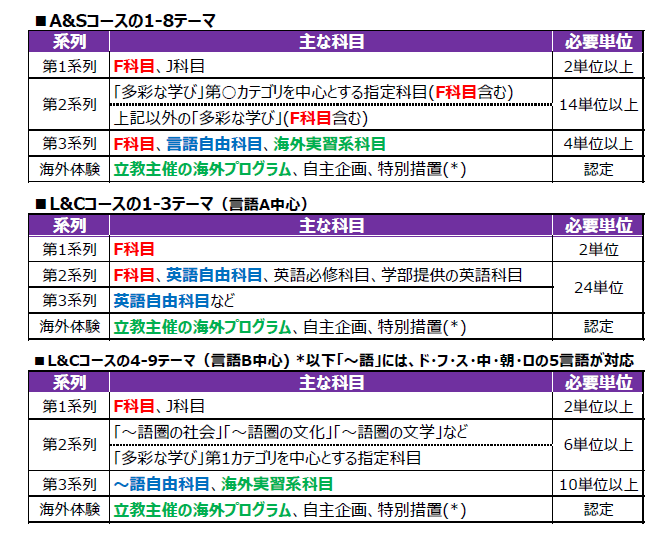 ■A&Sコースの1-8テーマ
系列 主な科目 必要単位
第1系列 F科目、J科目 2単位以上
第2系列 「多彩な学び」第○カテゴリを中心とする指定科目(F科目含む) 14単位以上
上記以外の「多彩な学び」(F科目含む)
第3系列 F科目、言語自由科目、海外実習系科目 4単位以上
海外体験 立教主催の海外プログラム、自主企画、特別措置(*) 認定
■L&Cコースの1-3テーマ（言語A中心）
系列 主な科目 必要単位
第1系列 F科目 2単位
第2系列 F科目、英語自由科目、英語必修科目、学部提供の英語科目 24単位
第3系列 英語自由科目など
海外体験 立教主催の海外プログラム、自主企画、特別措置(*) 認定
■L&Cコースの4-9テーマ（言語B中心) *以下「～語」には、ド・フ・ス・中・朝・ロの5言語が対応
系列 主な科目 必要単位
第1系列 F科目、J科目 2単位以上
第2系列 「～語圏の社会」「～語圏の文化」「～語圏の文学」など 6単位以上
「多彩な学び」第1カテゴリを中心とする指定科目
第3系列 ～語自由科目、海外実習系科目 10単位以上
海外体験 立教主催の海外プログラム、自主企画、特別措置(*) 認定